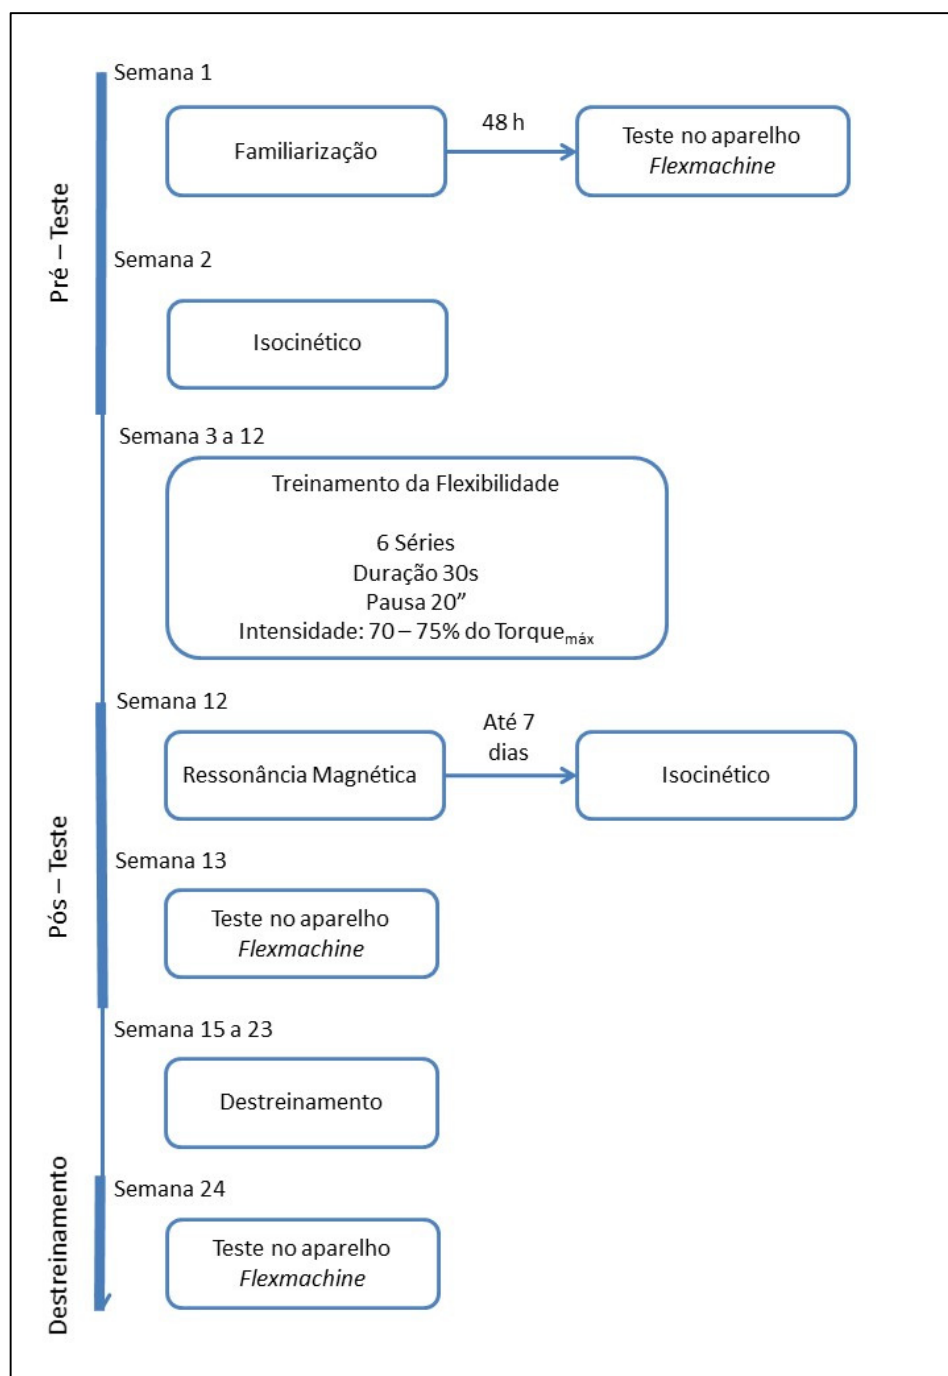 Pré – Teste
Semana 1
Familiarização
48 h
Teste no aparelho
Flexmachine
Semana 2
Isocinético
Semana 3 a 12
Treinamento da Flexibilidade
6 Séries
Duração 30s
Pausa 20”
Intensidade: 70 – 75% do Torquemáx
Pós – Teste
Semana 12
Ressonância Magnética
Até 7
dias
Isocinético
Semana 13
Teste no aparelho
Flexmachine
Semana 15 a 23
Destreinamento
Destreinamento
Semana 24
Teste no aparelho
Flexmachine